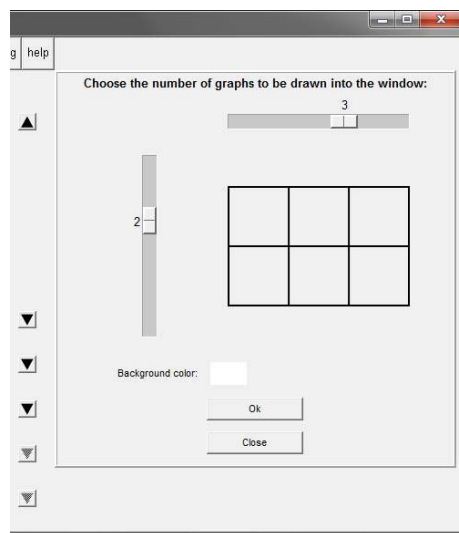 g help
Choose the number of graphs to be drawn into the window:
3
2
Background color:
Ok
Close